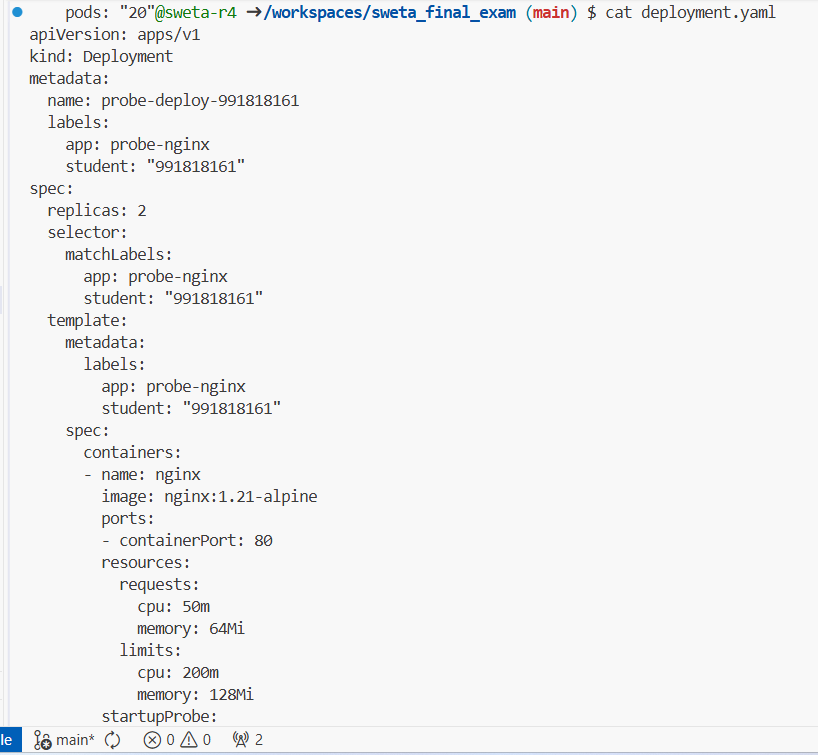 pods: "20"@sweta-r4 ➜/workspaces/sweta_final_exam (main) $ cat deployment.yaml
apiVersion: apps/v1
kind: Deployment
metadata:
  name: probe-deploy-991818161
  labels:
    app: probe-nginx
    student: "991818161"
spec:
  replicas: 2
  selector:
    matchLabels:
      app: probe-nginx
      student: "991818161"
  template:
    metadata:
      labels:
        app: probe-nginx
        student: "991818161"
    spec:
      containers:
      - name: nginx
        image: nginx:1.21-alpine
        ports:
        - containerPort: 80
        resources:
          requests:
            cpu: 50m
            memory: 64Mi
          limits:
            cpu: 200m
            memory: 128Mi
        startupProbe:
le main* 0 0 2